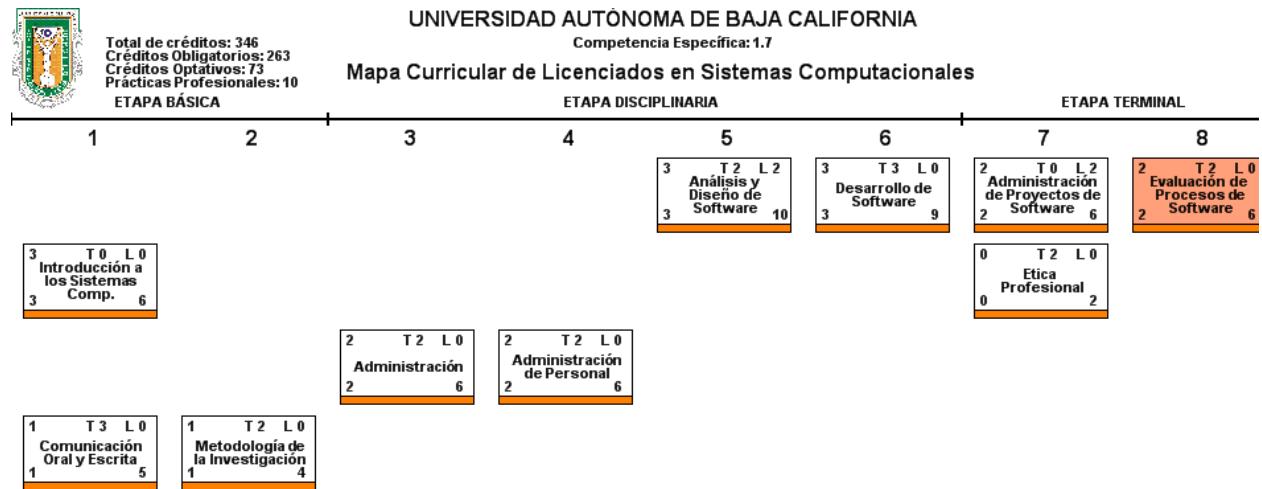 UNIVERSIDAD AUTÓNOMA DE BAJA CALIFORNIA
Total de créditos: 346
Créditos Obligatorios: 263
Créditos Optativos: 73
Prácticas Profesionales: 10
Competencia Específica: 1.7
Mapa Curricular de Licenciados en Sistemas Computacionales
ETAPA BÁSICA ETAPA DISCIPLINARIA ETAPA TERMINAL
1 2 3 4 5 6 7 8
3 T 2 L 2
Análisis y
Diseño de
Software
3 10
3 T 3 L 0
Desarrollo de
Software
3 9
2 T 0 L 2
Administración
de Proyectos de
Software
2 6
2 T 2 L 0
Evaluación de
Procesos de
Software
2 6
3 T 0 L 0
Introducción a
los Sistemas
Comp.
3 6
0 T 2 L 0
Etica
Profesional
0 2
2 T 2 L 0
Administración
2 6
2 T 2 L 0
Administración
de Personal
2 6
1 T 3 L 0
Comunicación
Oral y Escrita
1 5
1 T 2 L 0
Metodología de
la Investigación
1 4